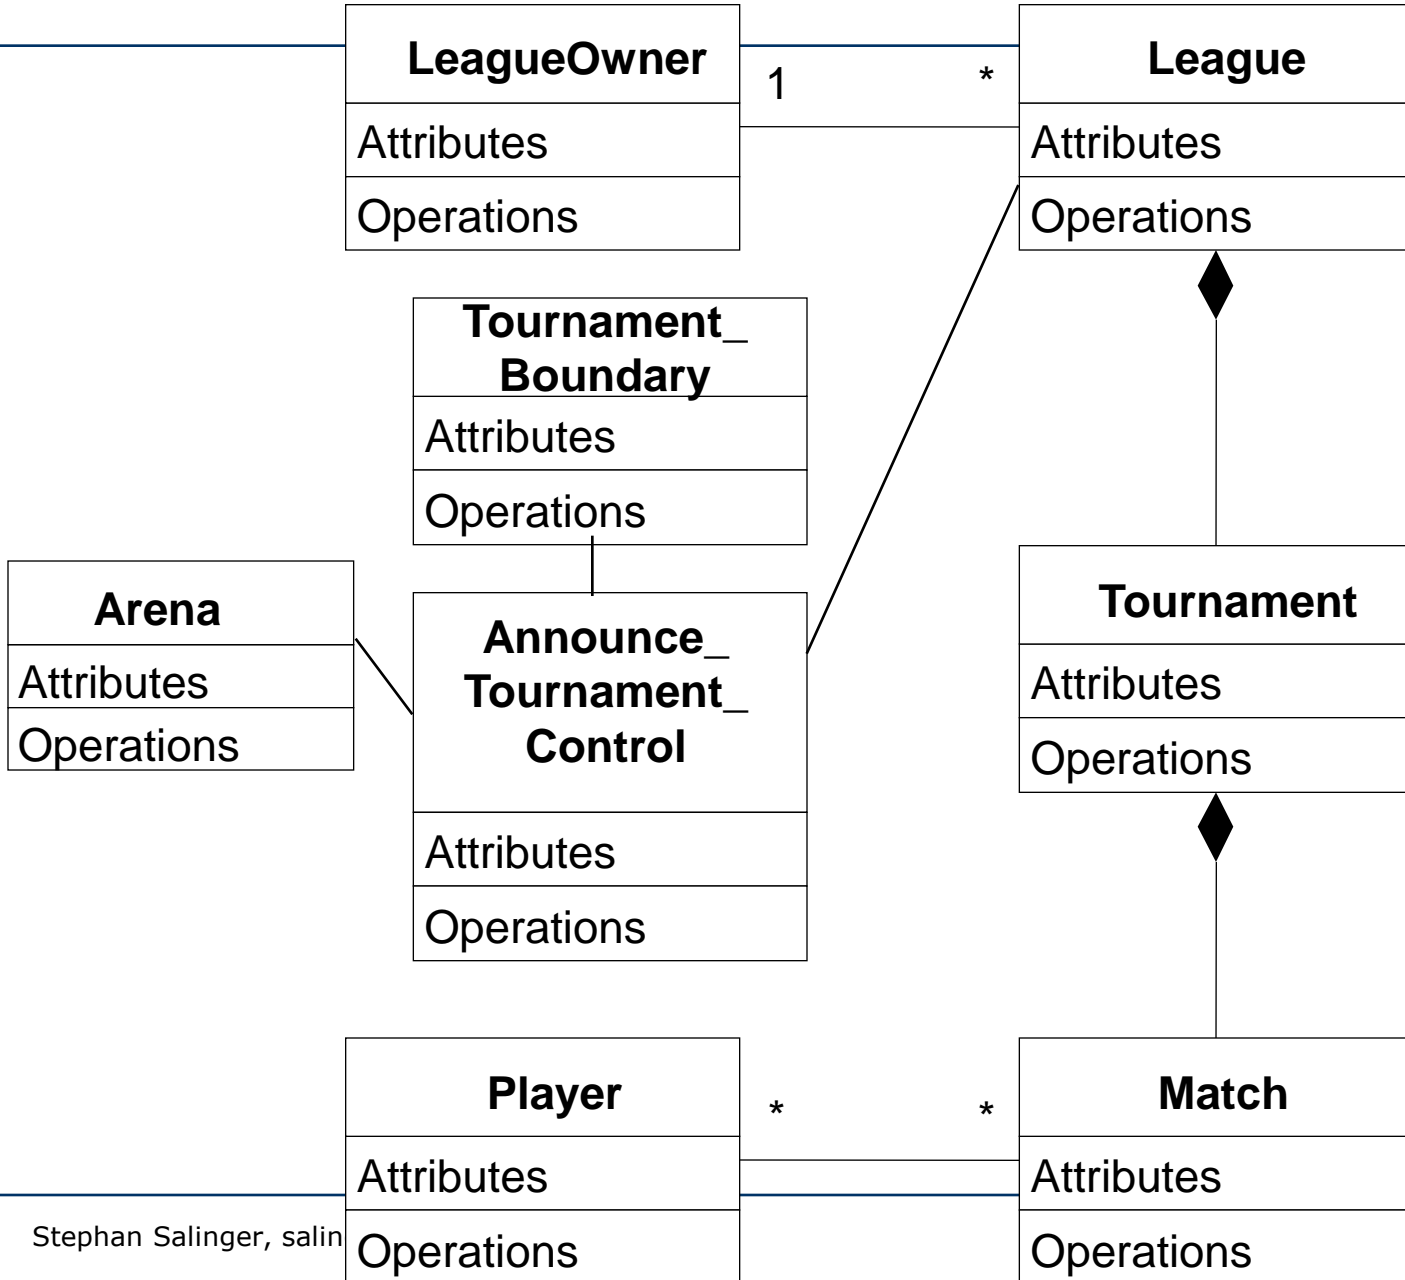 LeagueOwner
1
*
League
Attributes
Attributes
Operations
Operations
Tournament_
Boundary
Attributes
Operations
Arena
Attributes
Operations
Announce_
Tournament_
Control
Attributes
Operations
Tournament
Attributes
Operations
Player
*
*
Match
Attributes
Attributes
Stephan Salinger, salin
Operations
Operations